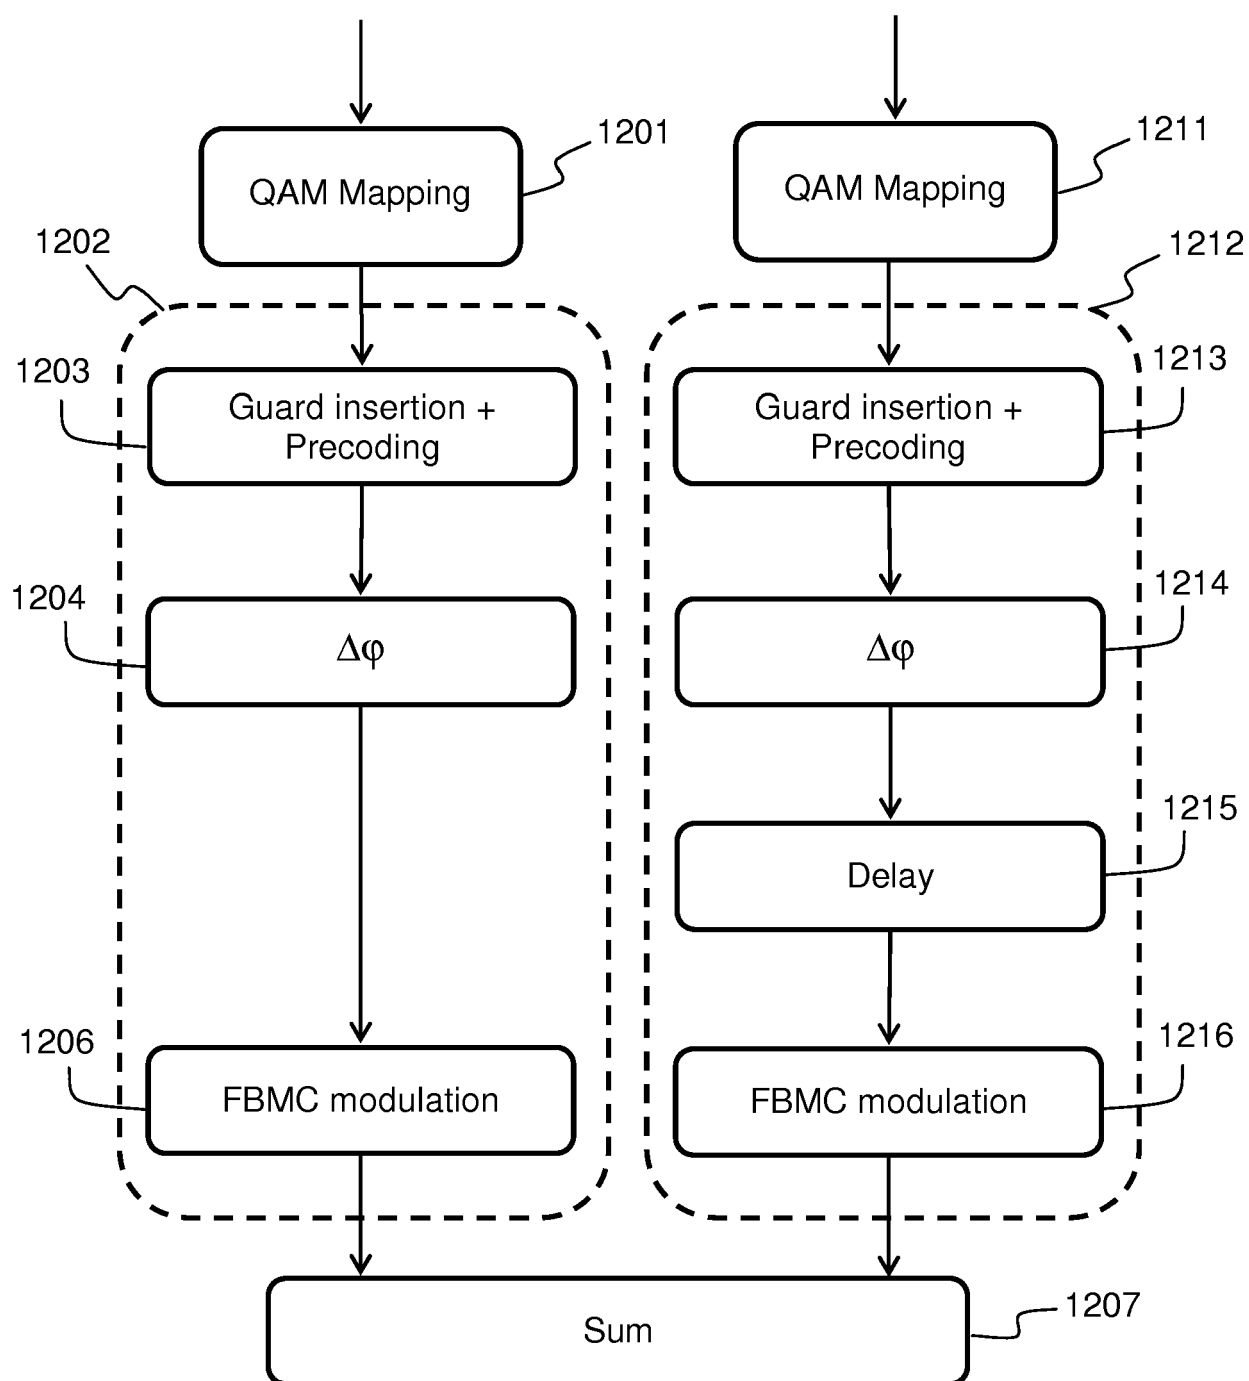 1201
QAM Mapping
1211
QAM Mapping
1202
1212
1203
Guard insertion +
Precoding
1213
Guard insertion +
Precoding
1204
Δφ
1214
Δφ
1215
Delay
1206
FBMC modulation
1216
FBMC modulation
Sum
1207